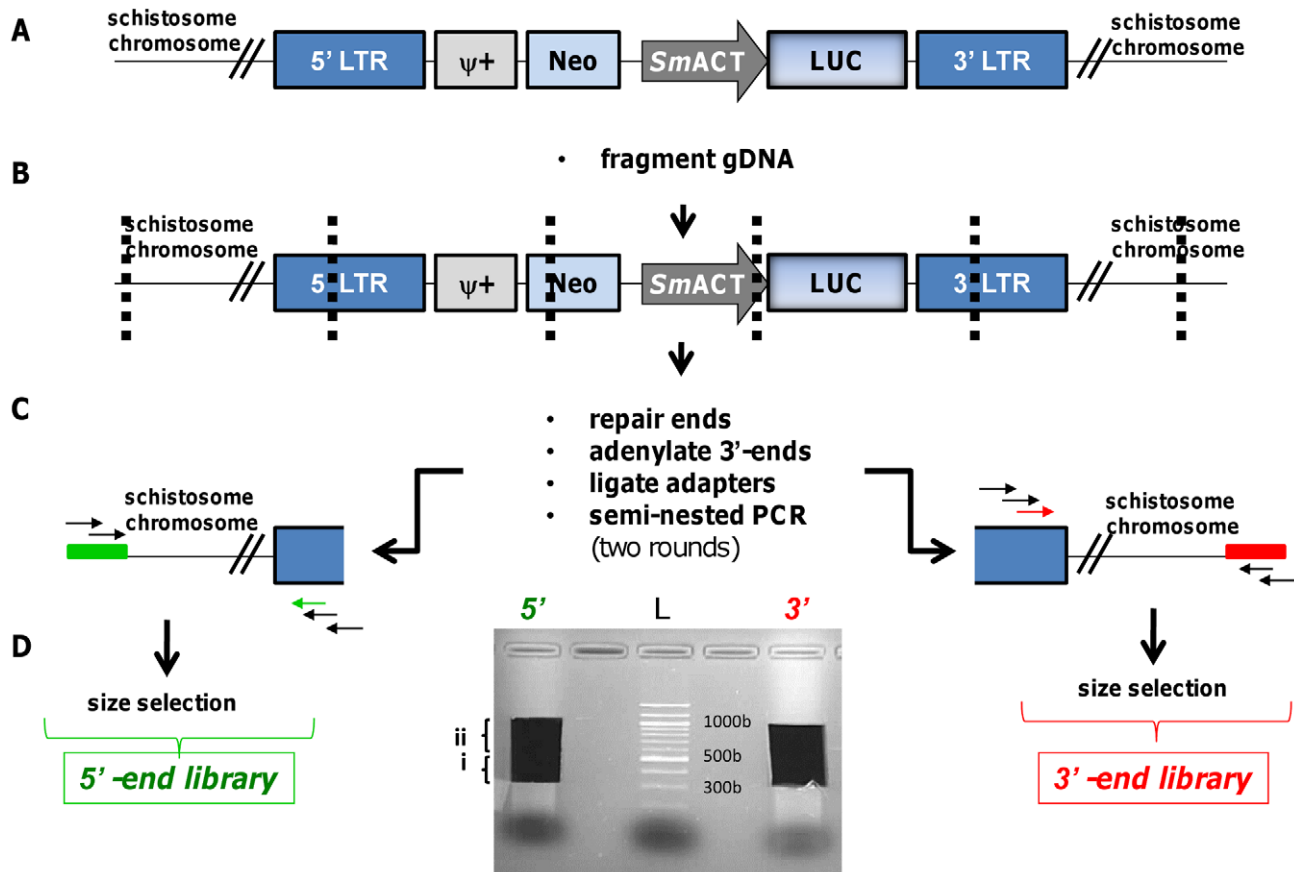 A
schistosome
chromosome
5’ LTR
ψ+
Neo
SmACT
LUC
3’ LTR
schistosome
chromosome
• fragment gDNA
B
schistosome
chromosome
5’ LTR
ψ+
Neo
SmACT
LUC
3’ LTR
schistosome
chromosome
C
• repair ends
• adenylate 3’-ends
• ligate adapters
• semi-nested PCR
(two rounds)
schistosome
chromosome
schistosome
chromosome
D
5’ L 3’
1000b
500b
300b
ii
i
size selection
5’ -end library
size selection
3’ -end library